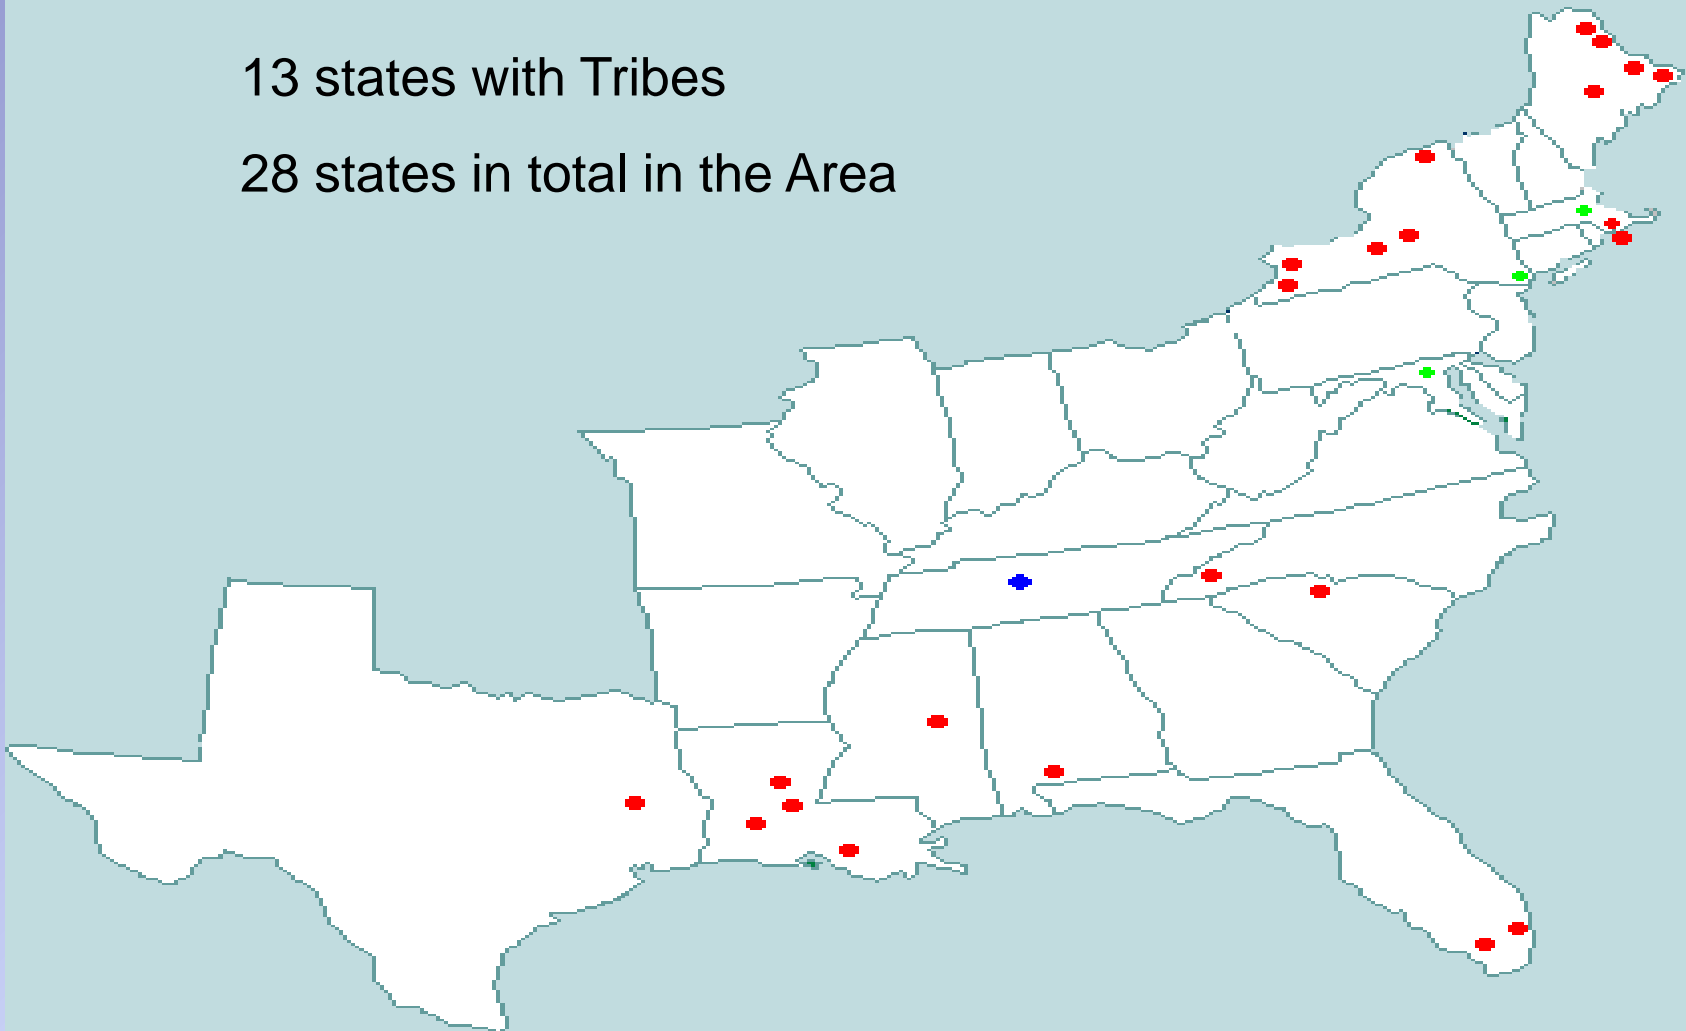 13 states with Tribes
28 states in total in the Area